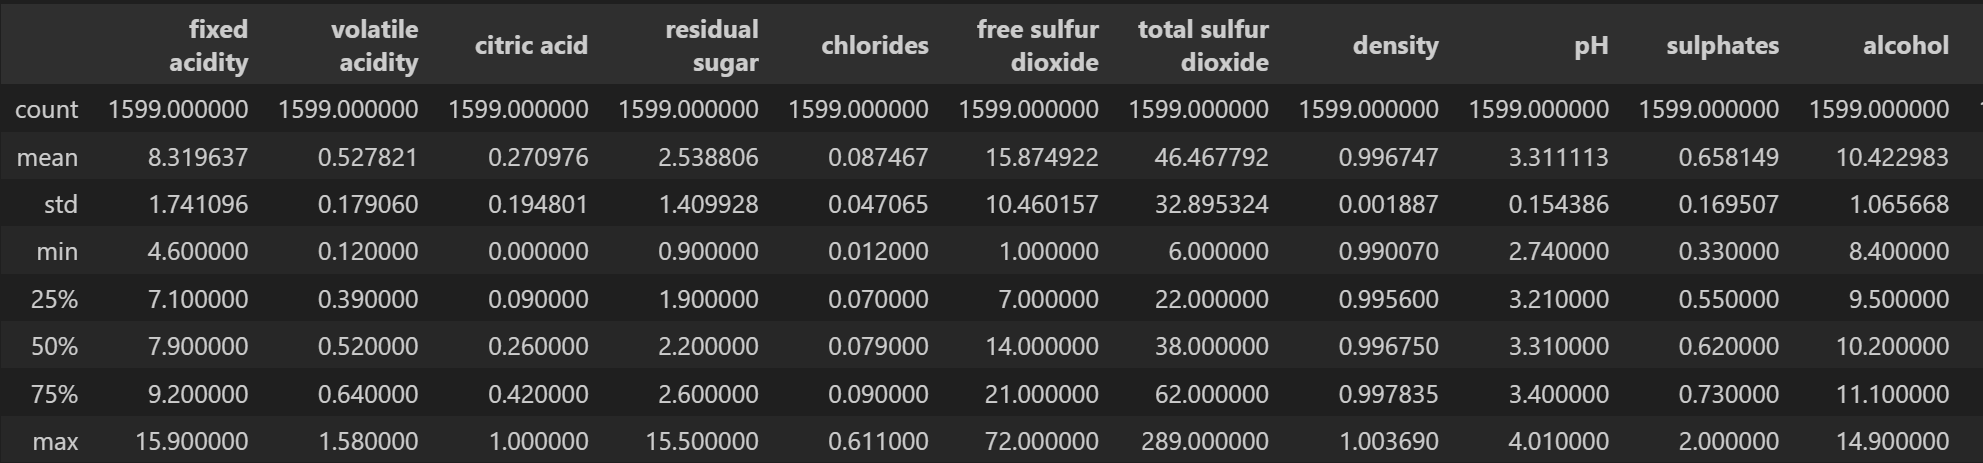 fixed acidity volatile acidity citric acid residual sugar chlorides free sulfur dioxide total sulfur dioxide density pH sulphates alcohol
count 1599.000000 1599.000000 1599.000000 1599.000000 1599.000000 1599.000000 1599.000000 1599.000000 1599.000000 1599.000000 1599.000000
mean 8.319637 0.527821 0.270976 2.538806 0.087467 15.874922 46.467792 0.996747 3.311113 0.658149 10.422983
std 1.741096 0.179060 0.194801 1.409928 0.047065 10.460157 32.895324 0.001887 0.154386 0.169507 1.065668
min 4.600000 0.120000 0.000000 0.900000 0.012000 1.000000 6.000000 0.990070 2.740000 0.330000 8.400000
25% 7.100000 0.390000 0.090000 1.900000 0.070000 7.000000 22.000000 0.995600 3.210000 0.550000 9.500000
50% 7.900000 0.520000 0.260000 2.200000 0.079000 14.000000 38.000000 0.996750 3.310000 0.620000 10.200000
75% 9.200000 0.640000 0.420000 2.600000 0.090000 21.000000 62.000000 0.997835 3.400000 0.730000 11.100000
max 15.900000 1.580000 1.000000 15.500000 0.611000 72.000000 289.000000 1.003690 4.010000 2.000000 14.900000